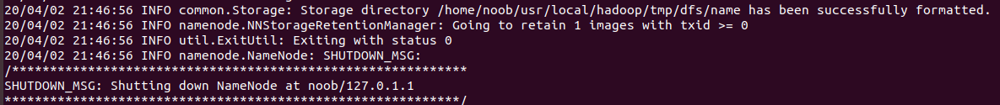 20/04/02 21:46:56 INFO common.Storage: Storage directory /home/noob/usr/local/hadoop/tmp/dfs/name has been successfully formatted.
20/04/02 21:46:56 INFO namenode.NNStorageRetentionManager: Going to retain 1 images with txid >= 0
20/04/02 21:46:56 INFO util.ExitUtil: Exiting with status 0
20/04/02 21:46:56 INFO namenode.NameNode: SHUTDOWN_MSG:
/************************************************************
SHUTDOWN_MSG: Shutting down NameNode at noob/127.0.1.1
************************************************************/